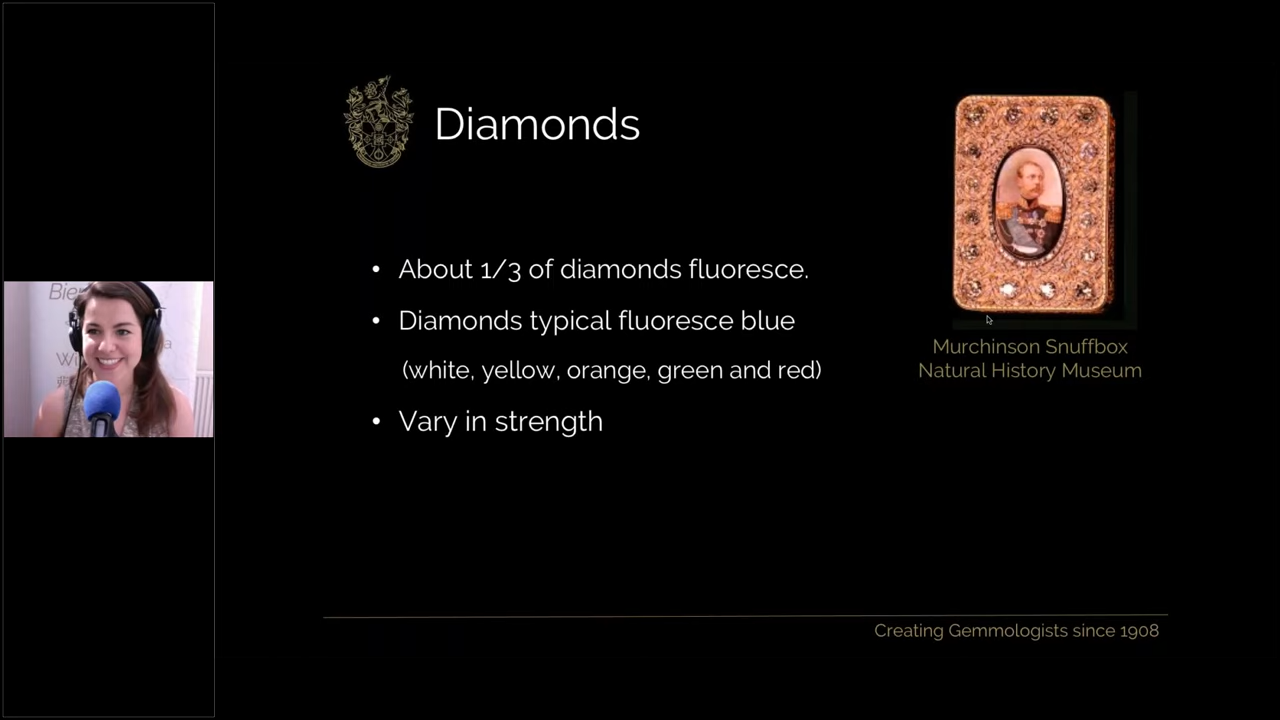 Diamonds
• About 1/3 of diamonds fluoresce.
• Diamonds typical fluoresce blue
(white, yellow, orange, green and red)
• Vary in strength
Murchinson Snuffbox
Natural History Museum
Creating Gemmologists since 1908